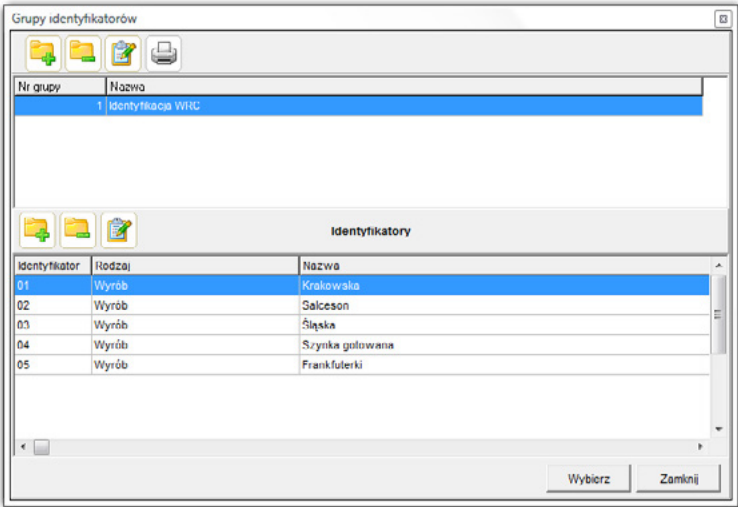 Grupy identyfikatorów
Nr grupy Nazwa
1 Identyfikacja WRC
Identyfikatory
Identyfikator Rodzaj Nazwa
01 Wyrób Krakowska
02 Wyrób Salceson
03 Wyrób Śląska
04 Wyrób Szynka gotowana
05 Wyrób Frankfuterki
Wybierz Zamknij